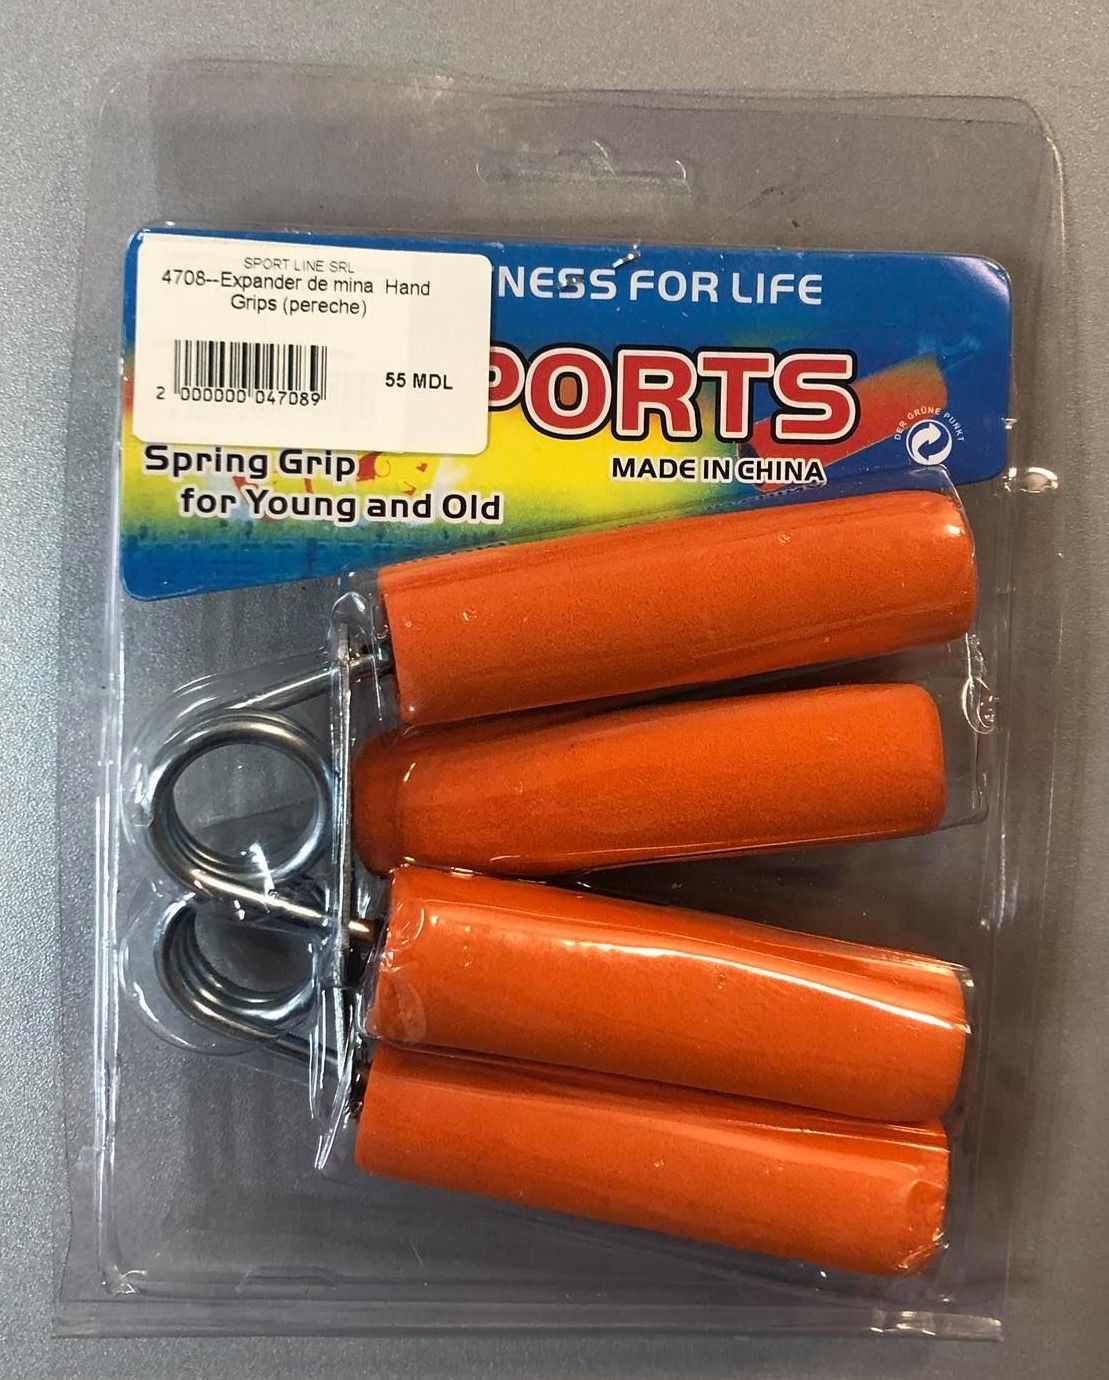 SPORT LINE SRL
4708--Expander de mina Hand
Grips (pereche)
2 000000 047089
55 MDL
NESS FOR LIFE
PORTS
DER GRÜNE PUNKT
MADE IN CHINA
Spring Grip
for Young and Old